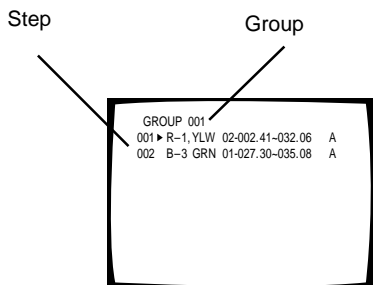 Step Group
GROUP 001
001 ▶ R–1, YLW 02-002.41~032.06 A
002 B–3 GRN 01-027.30~035.08 A